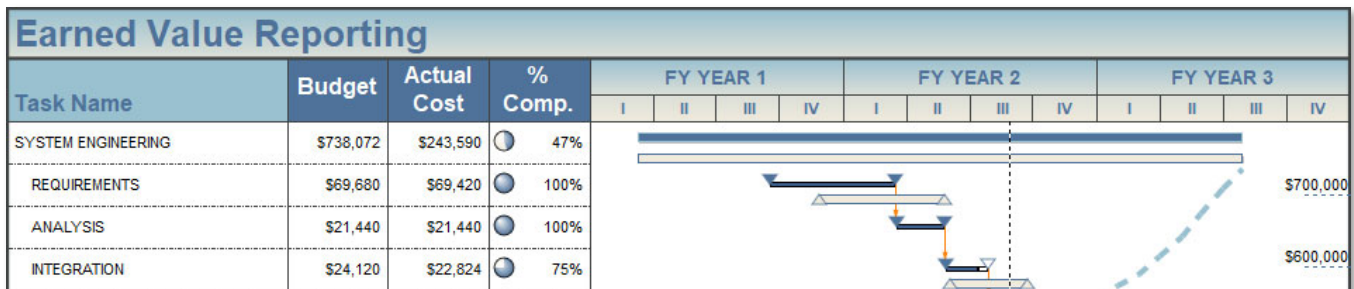 Earned Value Reporting
Task Name Budget Actual Cost % Comp. FY YEAR 1 FY YEAR 2 FY YEAR 3
I II III IV I II III IV I II III IV
SYSTEM ENGINEERING $738,072 $243,590 47%
REQUIREMENTS $69,680 $69,420 100% $700,000
ANALYSIS $21,440 $21,440 100%
INTEGRATION $24,120 $22,824 75% $600,000